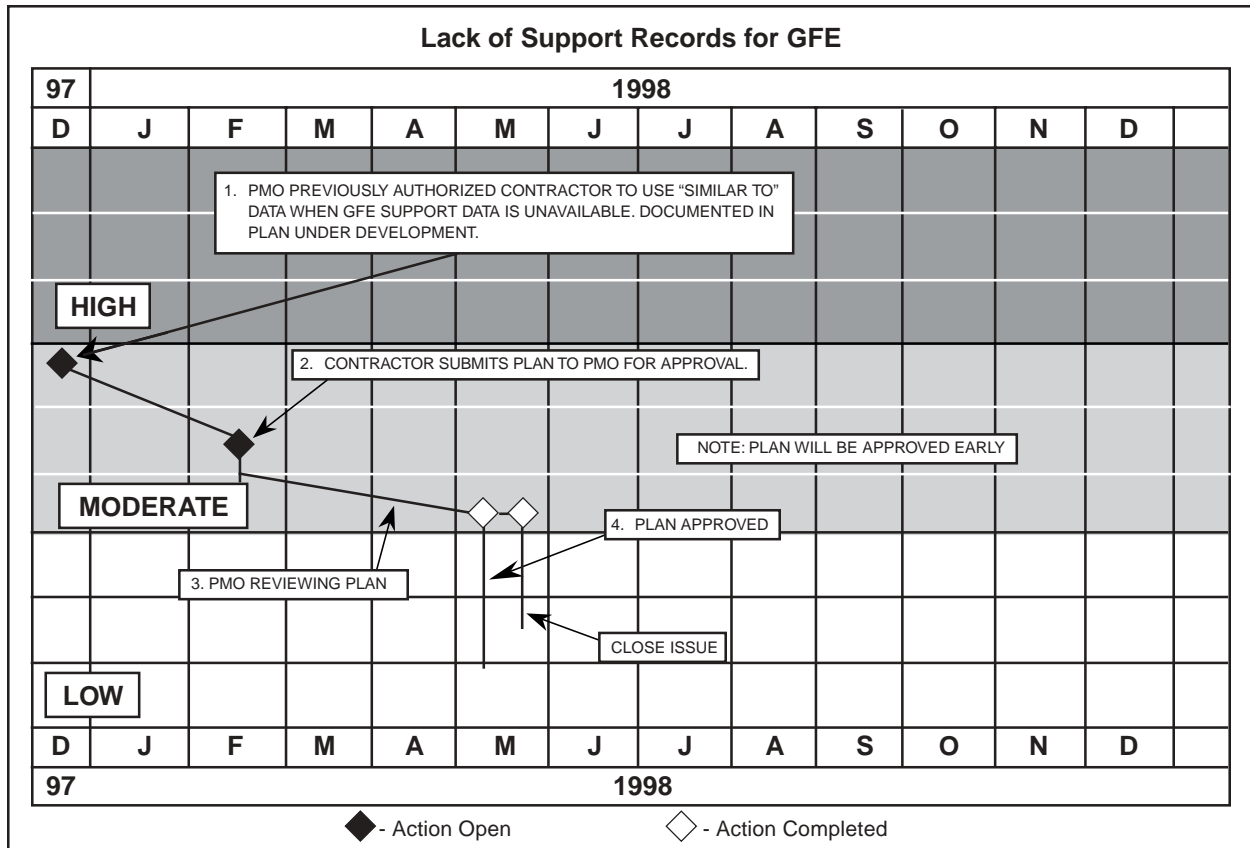 Lack of Support Records for GFE
97 1998
D J F M A M J J A S O N D
1. PMO PREVIOUSLY AUTHORIZED CONTRACTOR TO USE “SIMILAR TO”
DATA WHEN GFE SUPPORT DATA IS UNAVAILABLE. DOCUMENTED IN
PLAN UNDER DEVELOPMENT.
HIGH
2. CONTRACTOR SUBMITS PLAN TO PMO FOR APPROVAL.
NOTE: PLAN WILL BE APPROVED EARLY
MODERATE
4. PLAN APPROVED
3. PMO REVIEWING PLAN
CLOSE ISSUE
LOW
D J F M A M J J A S O N D
97 1998
- Action Open - Action Completed